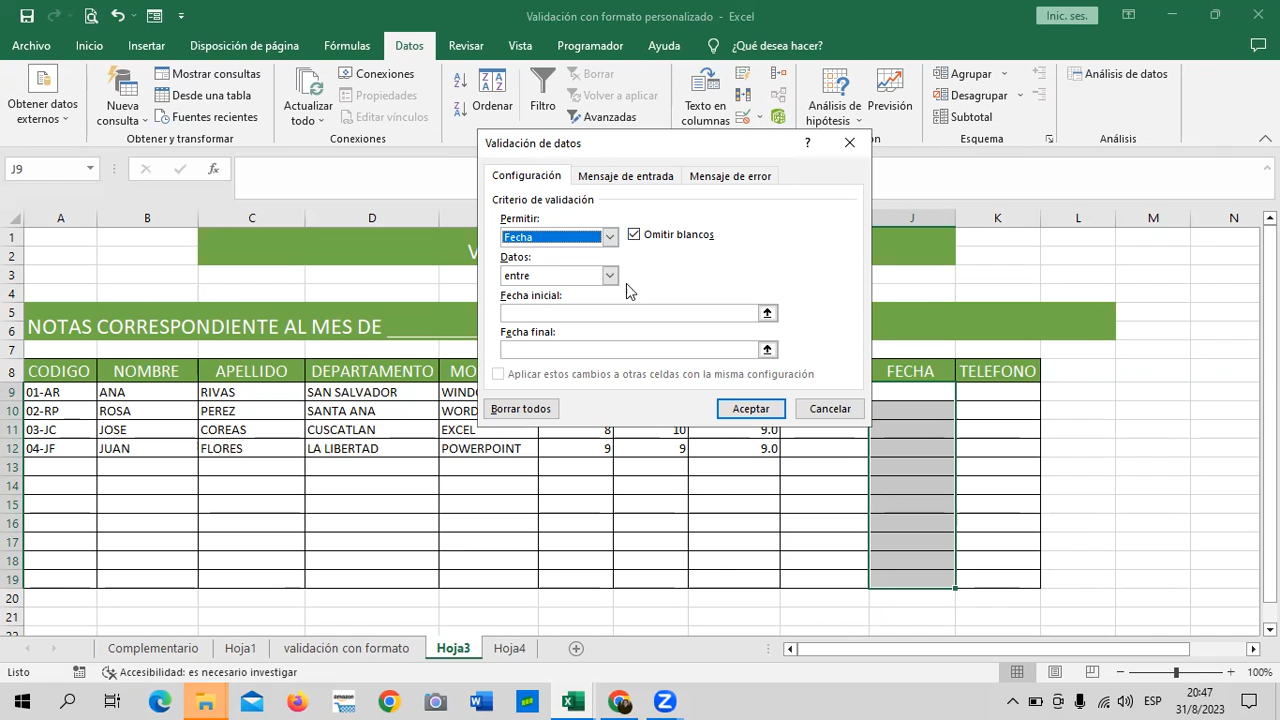 Validación con formato personalizado - Excel
Inic. ses.
Archivo Inicio Insertar Disposición de página Fórmulas Datos Revisar Vista Programador Ayuda ¿Qué desea hacer?
Obtener datos externos
Nueva consulta
Mostrar consultas
Desde una tabla
Fuentes recientes
Obtener y transformar
Actualizar todo
Conexiones
Propiedades
Editar vínculos
Conexiones
Ordenar
Filtro
Borrar
Volver a aplicar
Avanzadas
Texto en columnas
Análisis de hipótesis
Previsión
Agrupar
Desagrupar
Subtotal
Esquema
Análisis de datos
Análisis
J9
fx
Validación de datos
?
Configuración Mensaje de entrada Mensaje de error
Criterio de validación
Permitir:
Fecha
Omitir blancos
Datos:
entre
Fecha inicial:
Fecha final:
Aplicar estos cambios a otras celdas con la misma configuración
Borrar todos Aceptar Cancelar
A B C D J K L M N
1
2 V
3
4
5
6 NOTAS CORRESPONDIENTE AL MES DE ________
7
8 CODIGO NOMBRE APELLIDO DEPARTAMENTO MO FECHA TELEFONO
9 01-AR ANA RIVAS SAN SALVADOR WINDO
10 02-RP ROSA PEREZ SANTA ANA WORD
11 03-JC JOSE COREAS CUSCATLAN EXCEL 8 10 9.0
12 04-JF JUAN FLORES LA LIBERTAD POWERPOINT 9 9 9.0
13
14
15
16
17
18
19
20
21
Complementario Hoja1 validación con formato Hoja3 Hoja4
Listo Accesibilidad: es necesario investigar 100%
ESP
20:47
31/8/2023